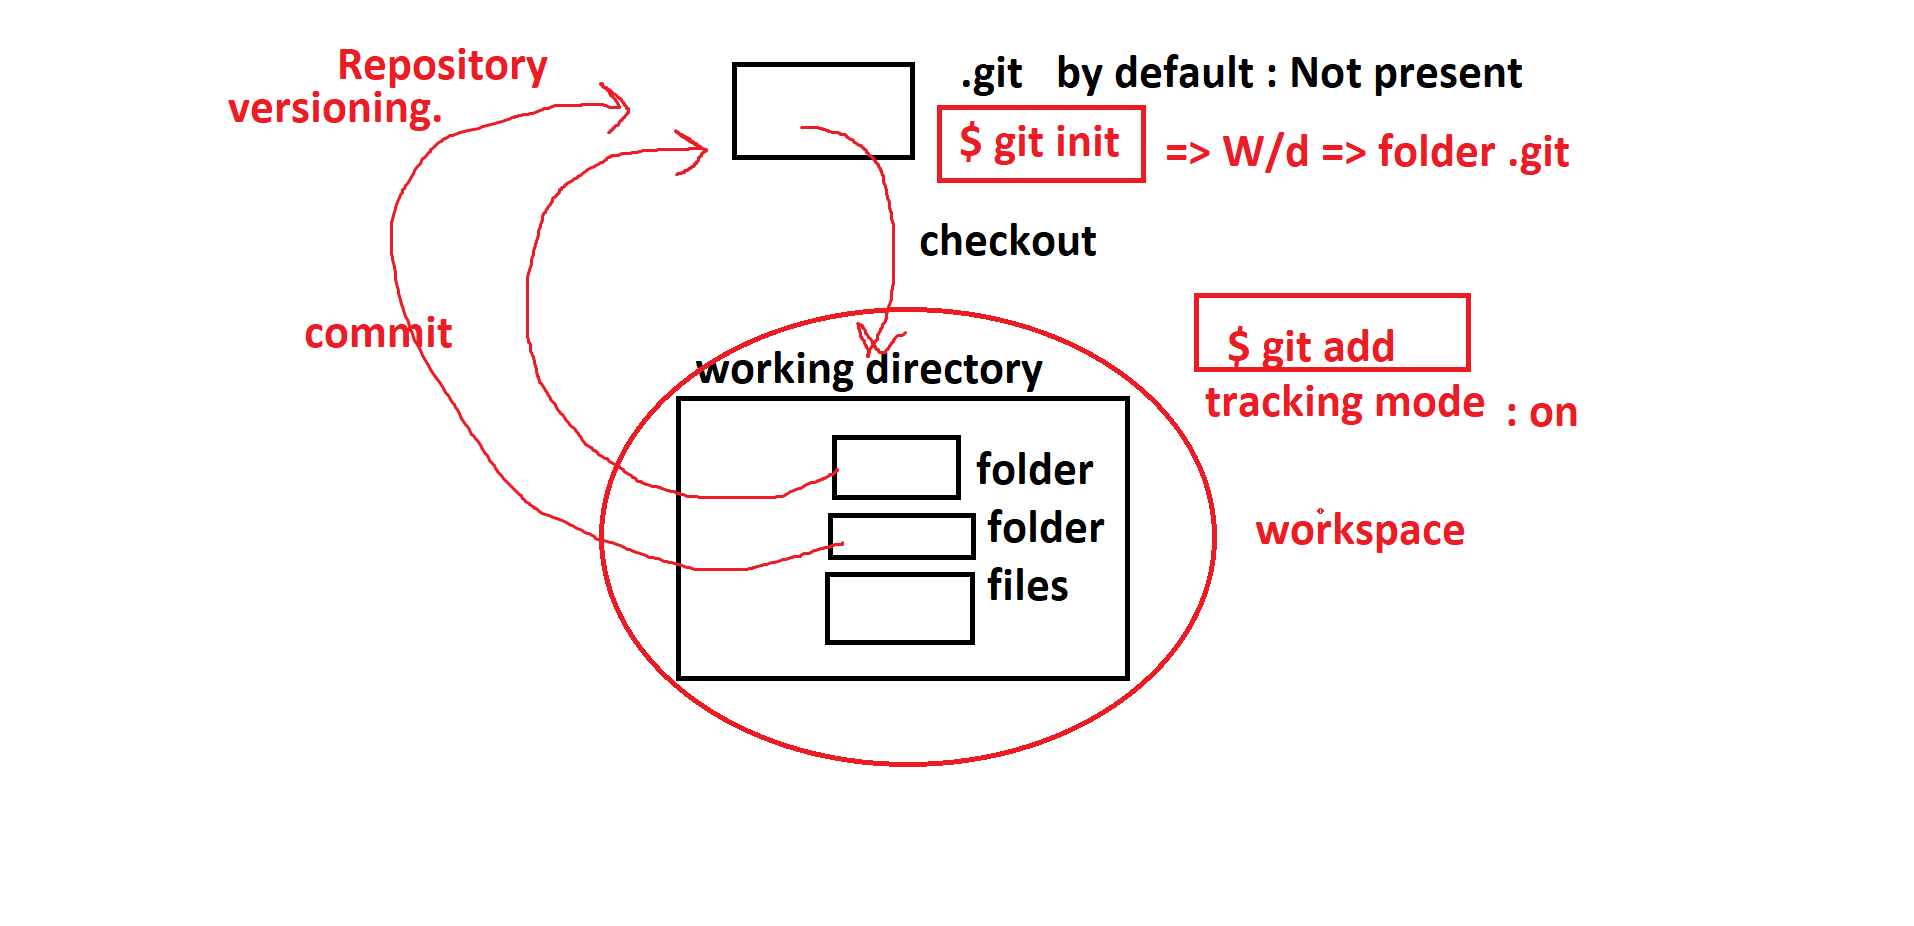 Repository
versioning.
.git by default : Not present
$ git init
=> W/d => folder .git
checkout
commit
$ git add
tracking mode : on
working directory
folder
folder
files
workspace